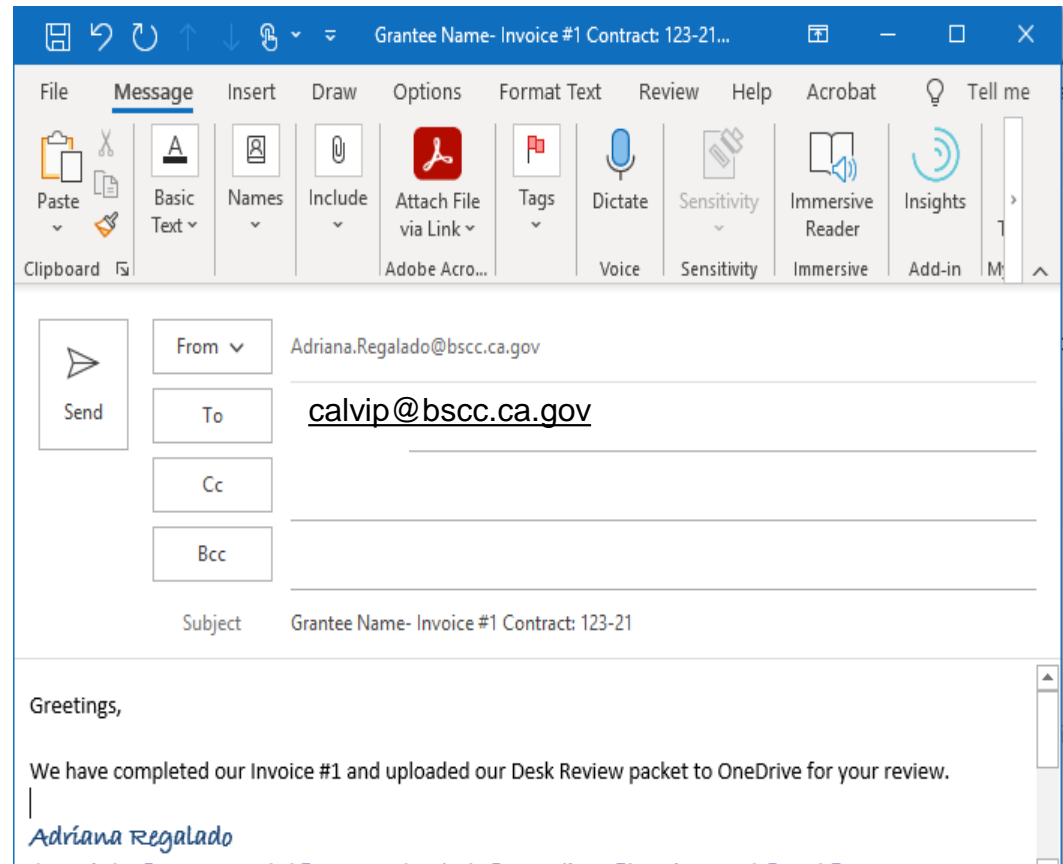 Grantee Name- Invoice #1 Contract: 123-21...
File Message Insert Draw Options Format Text Review Help Acrobat Tell me
Paste
Basic Text
Names
Include
Attach File via Link
Tags
Dictate
Sensitivity
Immersive Reader
Insights
Clipboard Adobe Acro... Voice Sensitivity Immersive Add-in My
Send
From Adriana.Regalado@bscc.ca.gov
To calvip@bscc.ca.gov
Cc
Bcc
Subject Grantee Name- Invoice #1 Contract: 123-21
Greetings,
We have completed our Invoice #1 and uploaded our Desk Review packet to OneDrive for your review.
Adriana Regalado